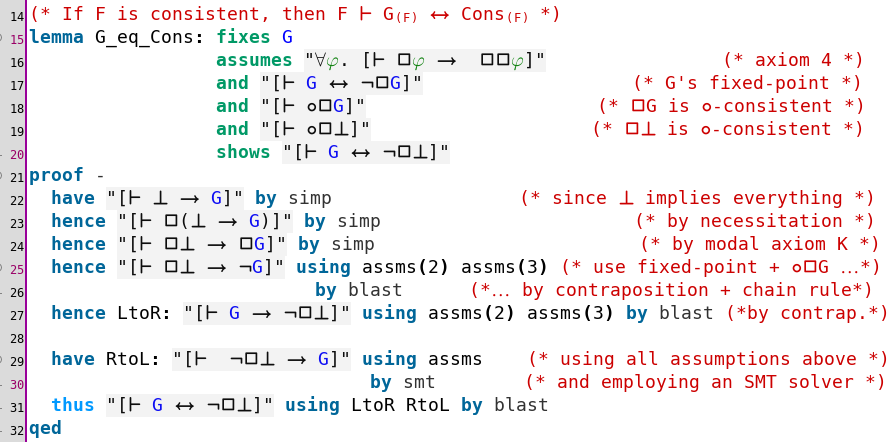 14 (* If F is consistent, then F ⊢ G₍F₎ ⟷ Cons₍F₎ *)
15 lemma G_eq_Cons: fixes G
16 assumes "∀φ. [⊢ □φ ⟶ □□φ]" (* axiom 4 *)
17 and "[⊢ G ⟷ ¬□G]" (* G's fixed-point *)
18 and "[⊢ ∘□G]" (* □G is ∘-consistent *)
19 and "[⊢ ∘□⊥]" (* □⊥ is ∘-consistent *)
20 shows "[⊢ G ⟷ ¬□⊥]"
21 proof -
22 have "[⊢ ⊥ ⟶ G]" by simp (* since ⊥ implies everything *)
23 hence "[⊢ □(⊥ ⟶ G)]" by simp (* by necessitation *)
24 hence "[⊢ □⊥ ⟶ □G]" by simp (* by modal axiom K *)
25 hence "[⊢ □⊥ ⟶ ¬G]" using assms(2) assms(3) (* use fixed-point + ∘□G …*)
26 by blast (*… by contraposition + chain rule*)
27 hence LtoR: "[⊢ G ⟶ ¬□⊥]" using assms(2) assms(3) by blast (*by contrap.*)
28
29 have RtoL: "[⊢ ¬□⊥ ⟶ G]" using assms (* using all assumptions above *)
30 by smt (* and employing an SMT solver *)
31 thus "[⊢ G ⟷ ¬□⊥]" using LtoR RtoL by blast
32 qed